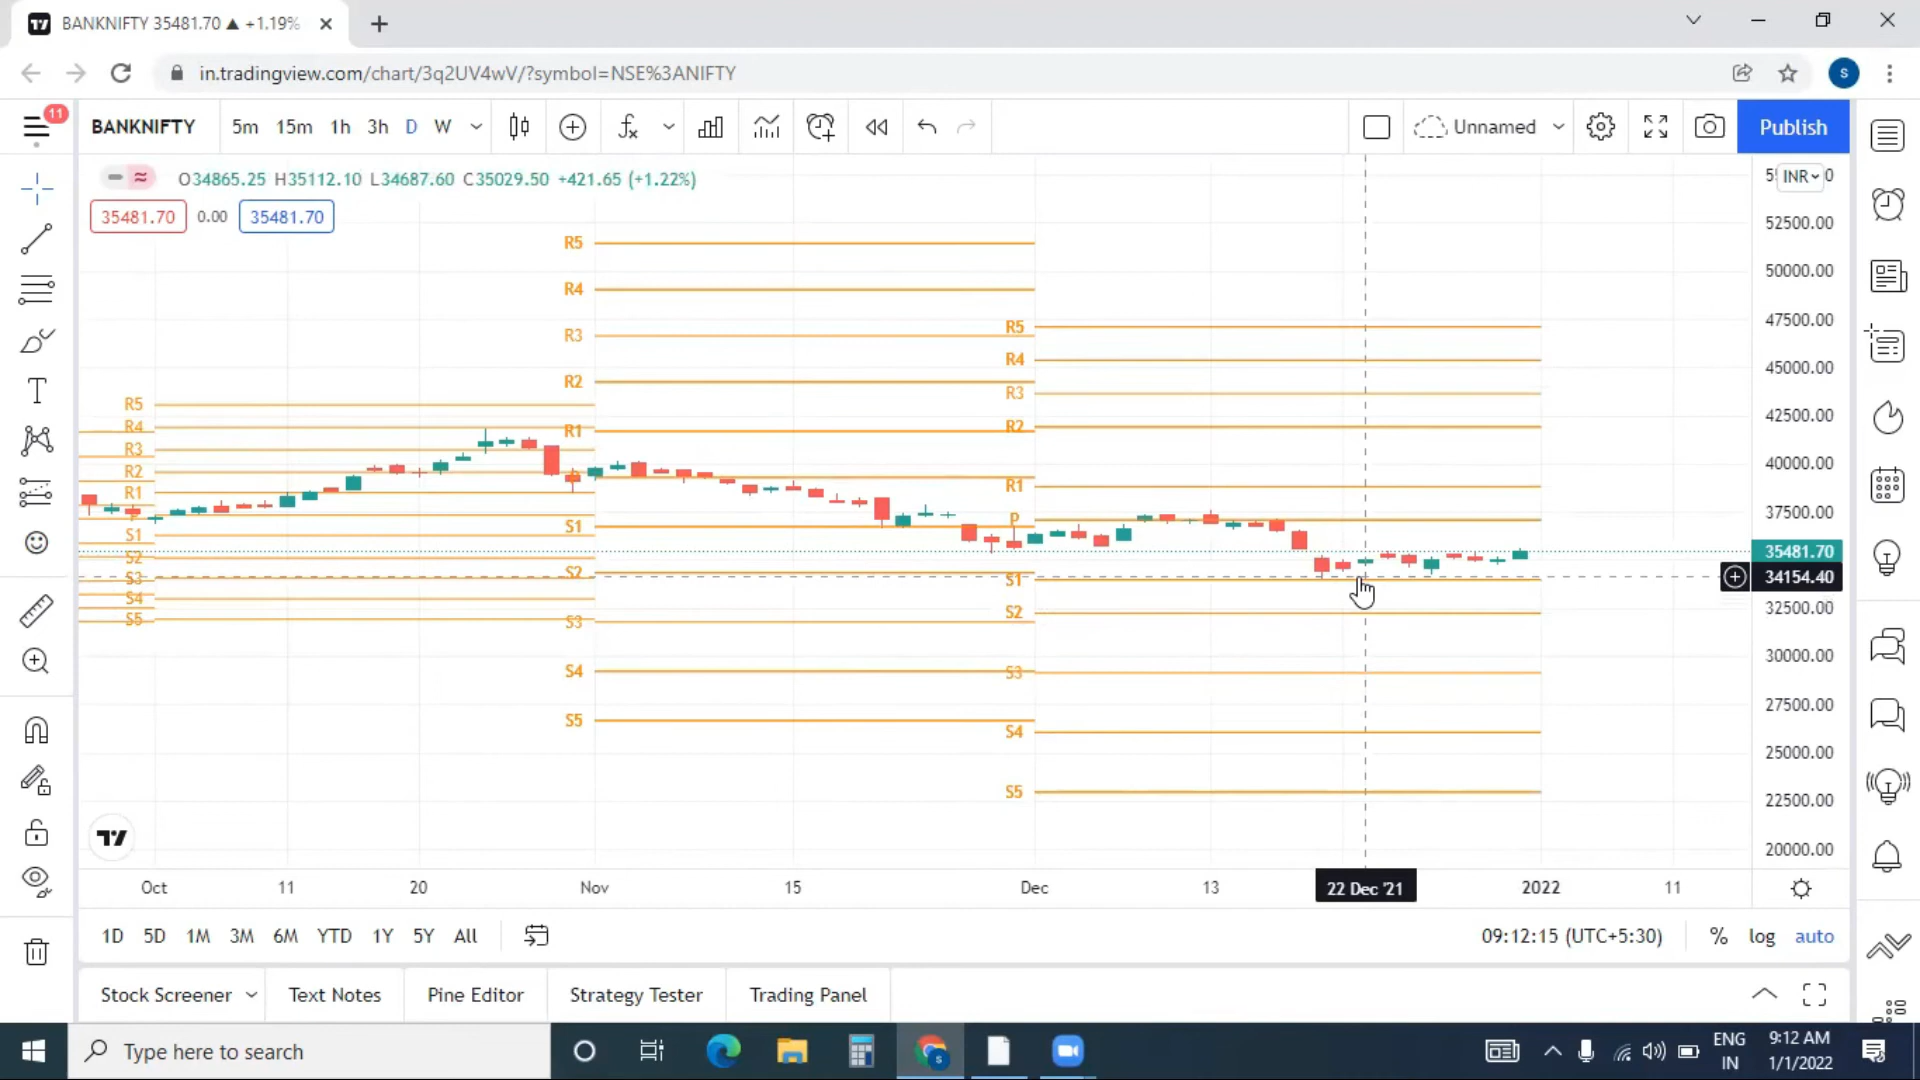 BANKNIFTY 35481.70 ▲ +1.19%
in.tradingview.com/chart/3q2UV4wV/?symbol=NSE%3ANIFTY
S
11
BANKNIFTY 5m 15m 1h 3h D W Unnamed Publish
O34865.25 H35112.10 L34687.60 C35029.50 +421.65 (+1.22%)
35481.70 0.00 35481.70
INR
52500.00
50000.00
47500.00
45000.00
42500.00
40000.00
37500.00
35481.70
34154.40
32500.00
30000.00
27500.00
25000.00
22500.00
20000.00
R5
R4
R3
R2
R1
P
S1
S2
S3
S4
S5
R5
R4
R3
R2
R1
S1
S2
S3
S4
S5
R5
R4
R3
R2
R1
P
S1
S2
S3
S4
S5
Oct 11 20 Nov 15 Dec 13 22 Dec '21 2022 11
1D 5D 1M 3M 6M YTD 1Y 5Y All 09:12:15 (UTC+5:30) % log auto
Stock Screener Text Notes Pine Editor Strategy Tester Trading Panel
Type here to search
ENG
IN
9:12 AM
1/1/2022